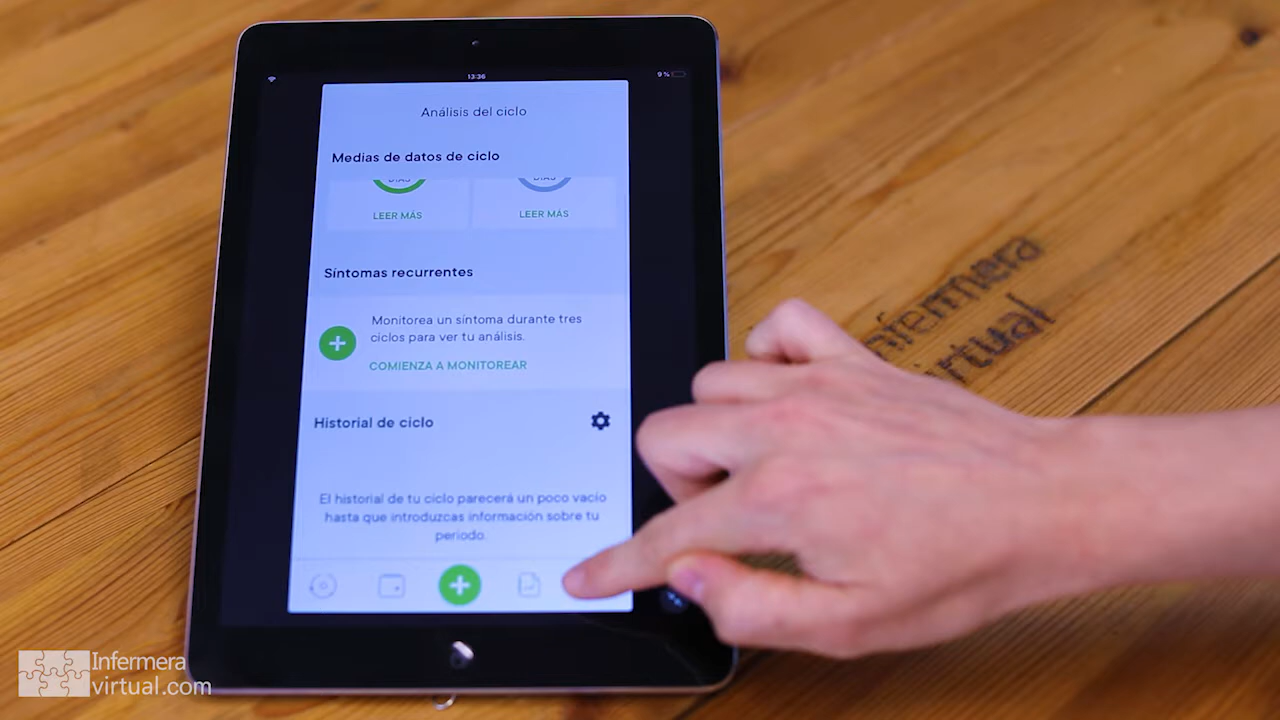 13:36
9 %
Análisis del ciclo
Medias de datos de ciclo
DÍAS
DÍAS
LEER MÁS
LEER MÁS
Síntomas recurrentes
Monitorea un síntoma durante tres
ciclos para ver tu análisis.
COMIENZA A MONITOREAR
Historial de ciclo
El historial de tu ciclo parecerá un poco vacío
hasta que introduzcas información sobre tu
periodo.
Infermera
virtual
Infermera
virtual.com